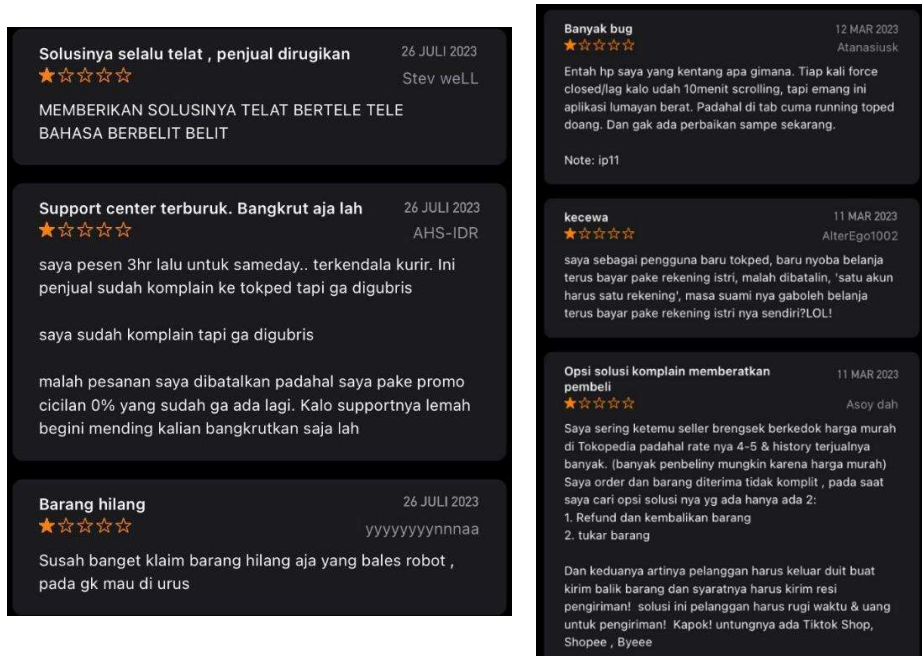 Solusinya selalu telat , penjual dirugikan
26 JULI 2023
Stev weLL
MEMBERIKAN SOLUSINYA TELAT BERTELE TELE
BAHASA BERBELIT BELIT
Support center terburuk. Bangkrut aja lah
26 JULI 2023
AHS-IDR
saya pesen 3hr lalu untuk sameday.. terkendala kurir. Ini
penjual sudah komplain ke tokped tapi ga digubris
saya sudah komplain tapi ga digubris
malah pesanan saya dibatalkan padahal saya pake promo
cicilan 0% yang sudah ga ada lagi. Kalo supportnya lemah
begini mending kalian bangkrutkan saja lah
Barang hilang
26 JULI 2023
yyyyyyyynnnaa
Susah banget klaim barang hilang aja yang bales robot ,
pada gk mau di urus
Banyak bug
12 MAR 2023
Atanasiusk
Entah hp saya yang kentang apa gimana. Tiap kali force
closed/lag kalo udah 10menit scrolling, tapi emang ini
aplikasi lumayan berat. Padahal di tab cuma running toped
doang. Dan gak ada perbaikan sampe sekarang.
Note: ip11
kecewa
11 MAR 2023
AlterEgo1002
saya sebagai pengguna baru tokped, baru nyoba belanja
terus bayar pake rekening istri, malah dibatalin, 'satu akun
harus satu rekening', masa suami nya gaboleh belanja
terus bayar pake rekening istri nya sendiri?LOL!
Opsi solusi komplain memberatkan
pembeli
11 MAR 2023
Asoy dah
Saya sering ketemu seller brengsek berkedok harga murah
di Tokopedia padahal rate nya 4-5 & history terjualnya
banyak. (banyak penbeliny mungkin karena harga murah)
Saya order dan barang diterima tidak komplit , pada saat
saya cari opsi solusi nya yg ada hanya ada 2:
1. Refund dan kembalikan barang
2. tukar barang
Dan keduanya artinya pelanggan harus keluar duit buat
kirim balik barang dan syaratnya harus kirim resi
pengiriman!  solusi ini pelanggan harus rugi waktu & uang
untuk pengiriman!  Kapok! untungnya ada Tiktok Shop,
Shopee , Byeee